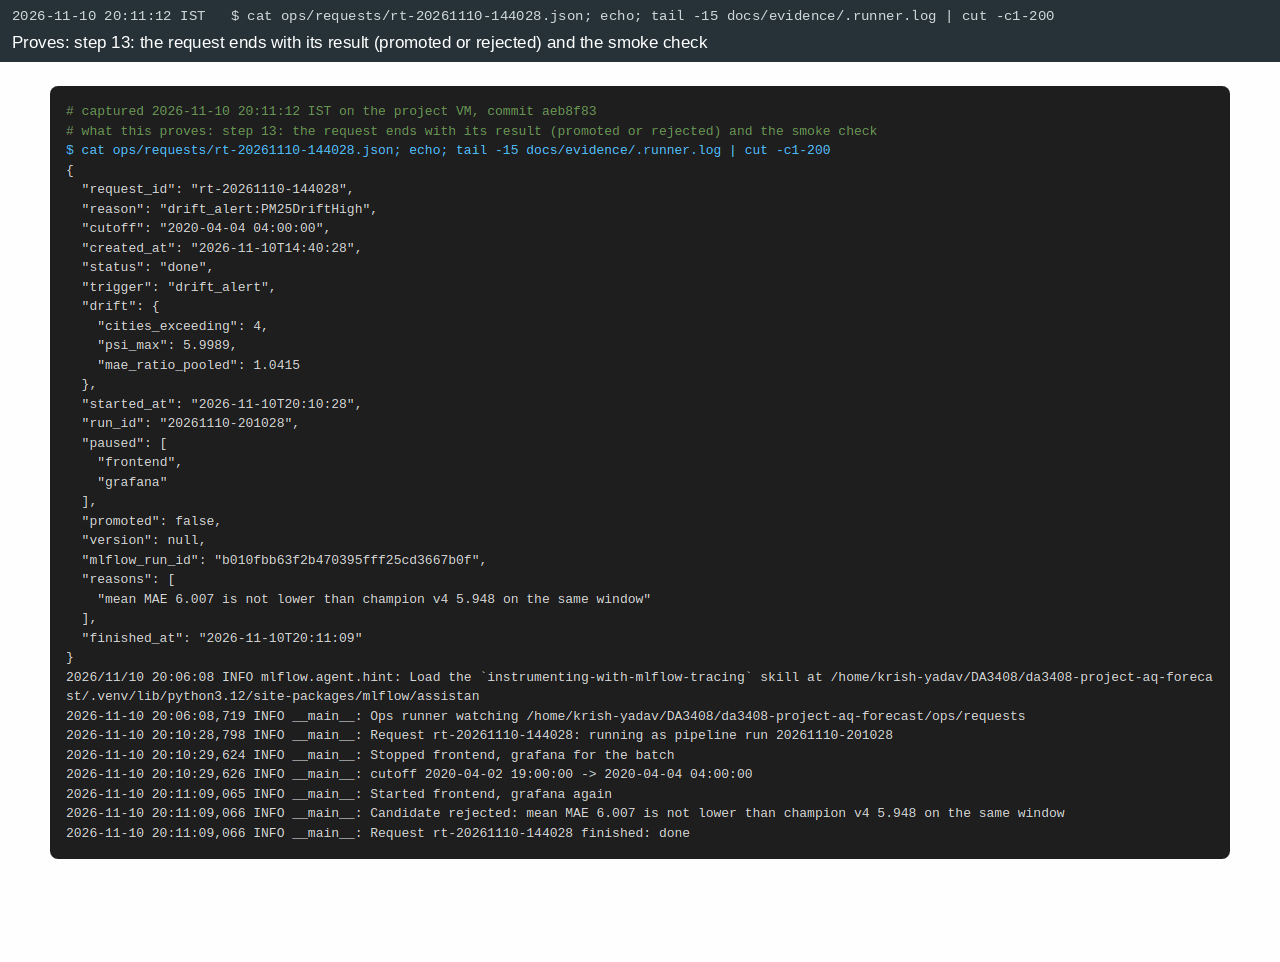 2026-11-10 20:11:12 IST   $ cat ops/requests/rt-20261110-144028.json; echo; tail -15 docs/evidence/.runner.log | cut -c1-200
Proves: step 13: the request ends with its result (promoted or rejected) and the smoke check
# captured 2026-11-10 20:11:12 IST on the project VM, commit aeb8f83
# what this proves: step 13: the request ends with its result (promoted or rejected) and the smoke check
$ cat ops/requests/rt-20261110-144028.json; echo; tail -15 docs/evidence/.runner.log | cut -c1-200
{
  "request_id": "rt-20261110-144028",
  "reason": "drift_alert:PM25DriftHigh",
  "cutoff": "2020-04-04 04:00:00",
  "created_at": "2026-11-10T14:40:28",
  "status": "done",
  "trigger": "drift_alert",
  "drift": {
    "cities_exceeding": 4,
    "psi_max": 5.9989,
    "mae_ratio_pooled": 1.0415
  },
  "started_at": "2026-11-10T20:10:28",
  "run_id": "20261110-201028",
  "paused": [
    "frontend",
    "grafana"
  ],
  "promoted": false,
  "version": null,
  "mlflow_run_id": "b010fbb63f2b470395fff25cd3667b0f",
  "reasons": [
    "mean MAE 6.007 is not lower than champion v4 5.948 on the same window"
  ],
  "finished_at": "2026-11-10T20:11:09"
}
2026/11/10 20:06:08 INFO mlflow.agent.hint: Load the `instrumenting-with-mlflow-tracing` skill at /home/krish-yadav/DA3408/da3408-project-aq-foreca
st/.venv/lib/python3.12/site-packages/mlflow/assistan
2026-11-10 20:06:08,719 INFO __main__: Ops runner watching /home/krish-yadav/DA3408/da3408-project-aq-forecast/ops/requests
2026-11-10 20:10:28,798 INFO __main__: Request rt-20261110-144028: running as pipeline run 20261110-201028
2026-11-10 20:10:29,624 INFO __main__: Stopped frontend, grafana for the batch
2026-11-10 20:10:29,626 INFO __main__: cutoff 2020-04-02 19:00:00 -> 2020-04-04 04:00:00
2026-11-10 20:11:09,065 INFO __main__: Started frontend, grafana again
2026-11-10 20:11:09,066 INFO __main__: Candidate rejected: mean MAE 6.007 is not lower than champion v4 5.948 on the same window
2026-11-10 20:11:09,066 INFO __main__: Request rt-20261110-144028 finished: done